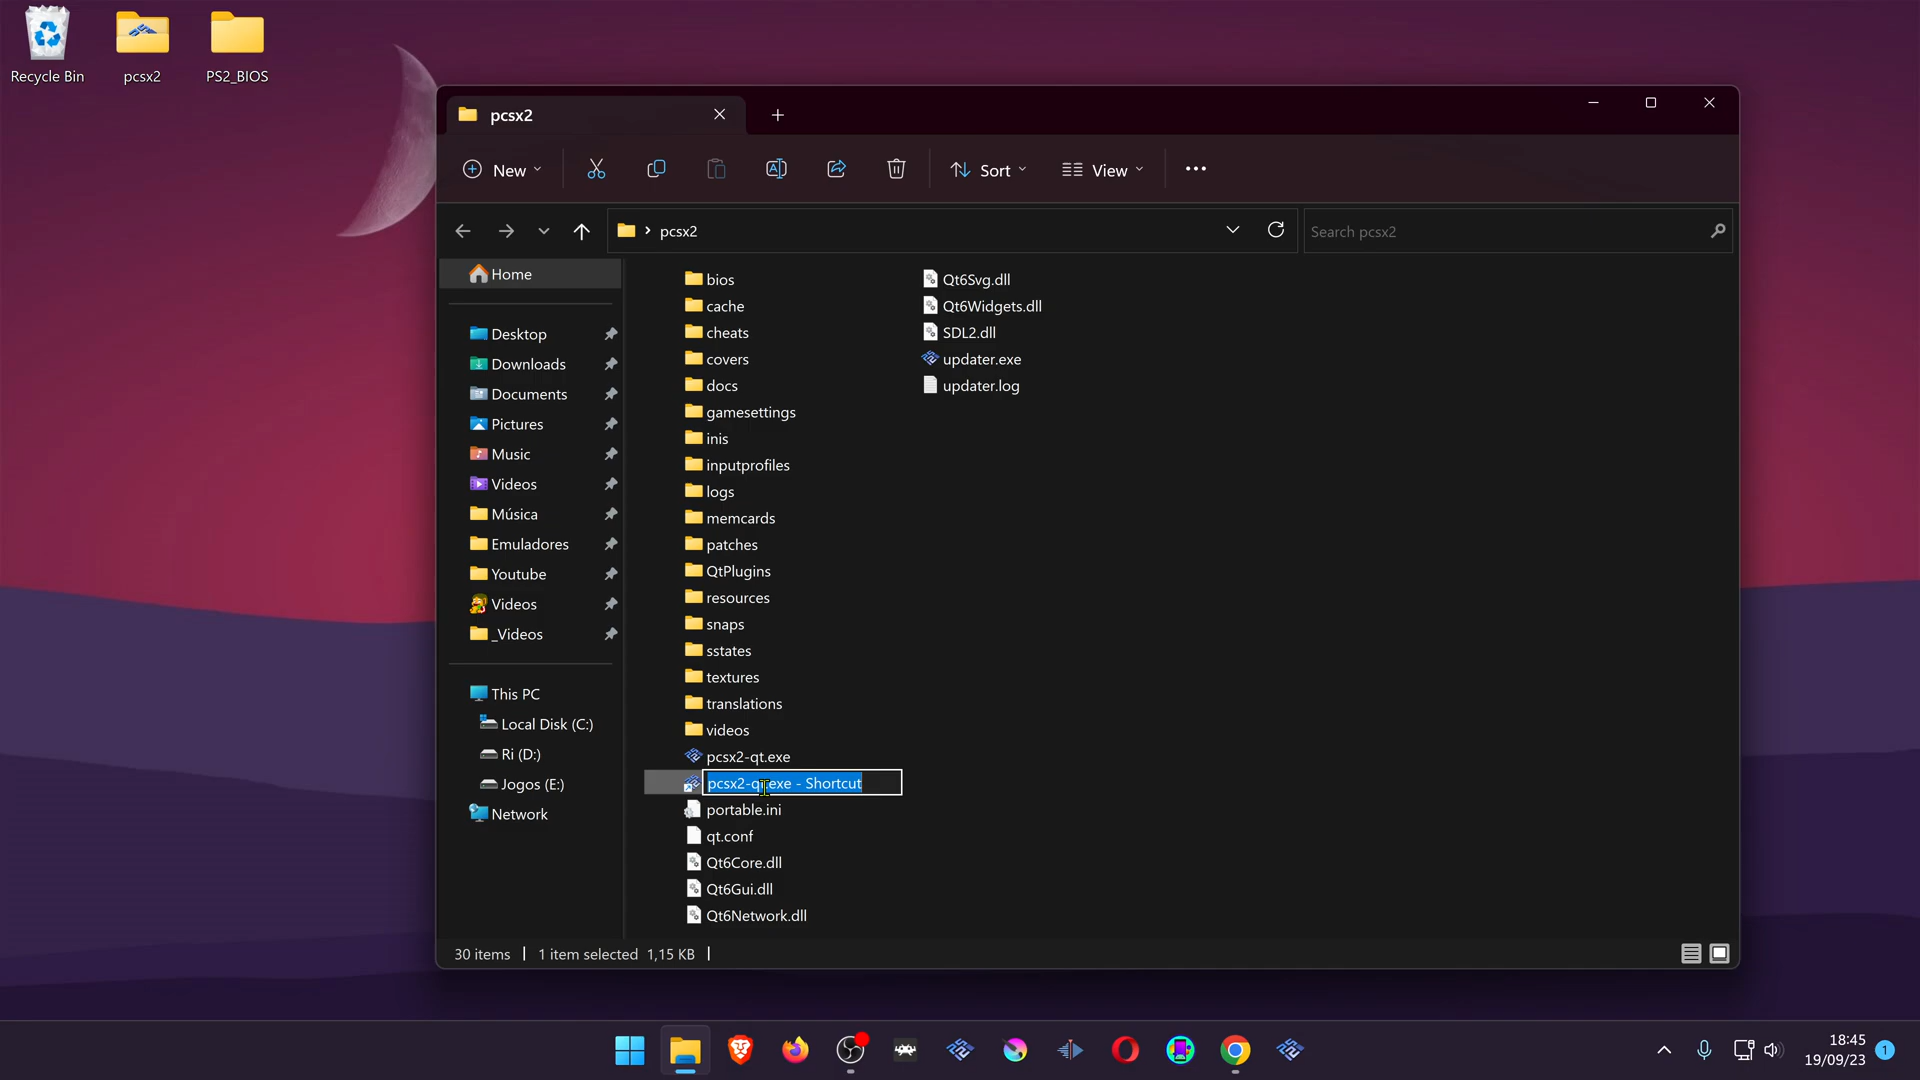 Recycle Bin
pcsx2
PS2_BIOS
pcsx2
New
Sort
View
pcsx2
Search pcsx2
Home
Desktop
Downloads
Documents
Pictures
Music
Videos
Música
Emuladores
Youtube
Videos
_Videos
This PC
Local Disk (C:)
Ri (D:)
Jogos (E:)
Network
bios
cache
cheats
covers
docs
gamesettings
inis
inputprofiles
logs
memcards
patches
QtPlugins
resources
snaps
sstates
textures
translations
videos
pcsx2-qt.exe
pcsx2-qt.exe - Shortcut
portable.ini
qt.conf
Qt6Core.dll
Qt6Gui.dll
Qt6Network.dll
Qt6Svg.dll
Qt6Widgets.dll
SDL2.dll
updater.exe
updater.log
30 items
1 item selected 1,15 KB
18:45
19/09/23
1